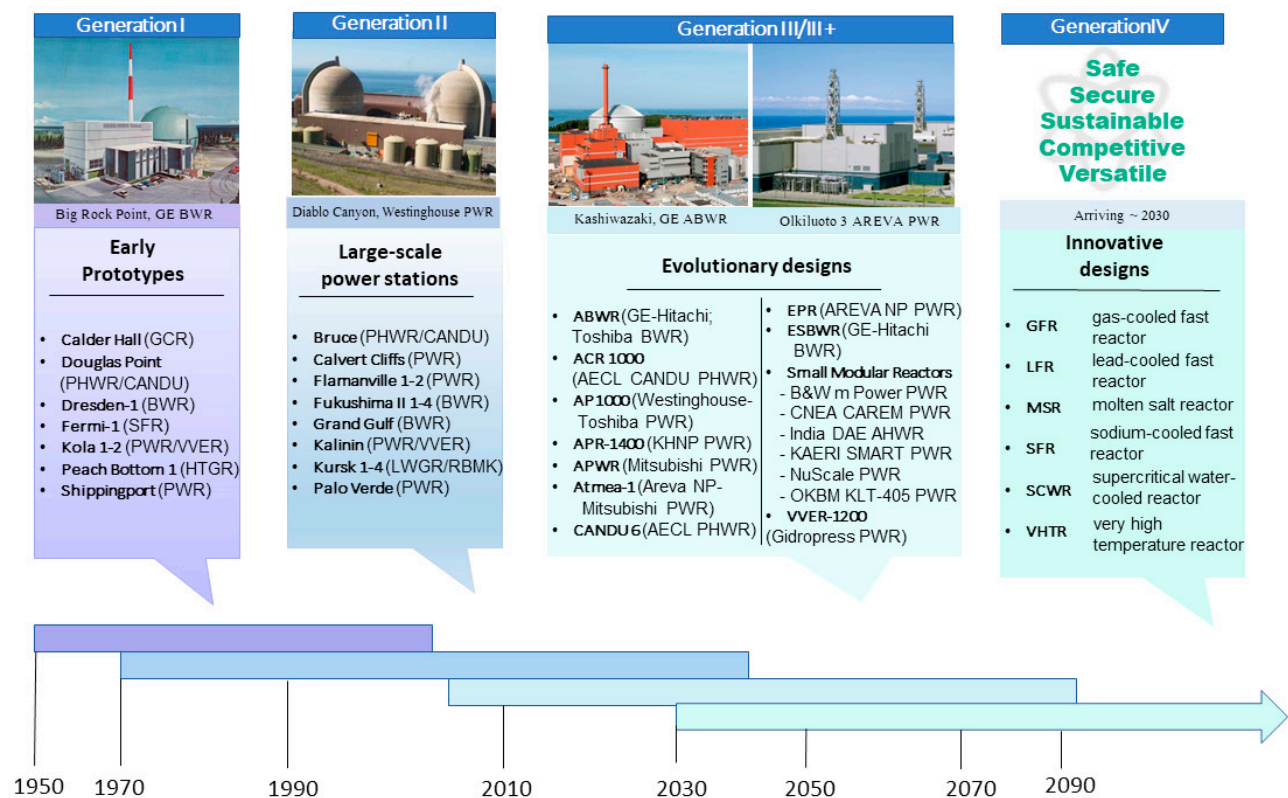 Generation I
Big Rock Point, GE BWR
Early
Prototypes
• Calder Hall (GCR)
• Douglas Point
(PHWR/CANDU)
• Dresden-1 (BWR)
• Fermi-1 (SFR)
• Kola 1-2 (PWR/VVER)
• Peach Bottom 1 (HTGR)
• Shippingport (PWR)
Generation II
Diablo Canyon, Westinghouse PWR
Large-scale
power stations
• Bruce (PHWR/CANDU)
• Calvert Cliffs (PWR)
• Flamanville 1-2 (PWR)
• Fukushima II 1-4 (BWR)
• Grand Gulf (BWR)
• Kalinin (PWR/VVER)
• Kursk 1-4 (LWGR/RBMK)
• Palo Verde (PWR)
Generation III/III+
Kashiwazaki, GE ABWR
Olkiluoto 3 AREVA PWR
Evolutionary designs
• ABWR (GE-Hitachi;
Toshiba BWR)
• ACR 1000
(AECL CANDU PHWR)
• AP1000 (Westinghouse-
Toshiba PWR)
• APR-1400 (KHNP PWR)
• APWR (Mitsubishi PWR)
• Atmea-1 (Areva NP-
Mitsubishi PWR)
• CANDU 6 (AECL PHWR)
• EPR (AREVA NP PWR)
• ESBWR (GE-Hitachi
BWR)
• Small Modular Reactors
- B&W m Power PWR
- CNEA CAREM PWR
- India DAE AHWR
- KAERI SMART PWR
- NuScale PWR
- OKBM KLT-405 PWR
• VVER-1200
(Gidropress PWR)
GenerationIV
Safe
Secure
Sustainable
Competitive
Versatile
Arriving ~ 2030
Innovative
designs
• GFR gas-cooled fast
reactor
• LFR lead-cooled fast
reactor
• MSR molten salt reactor
• SFR sodium-cooled fast
reactor
• SCWR supercritical water-
cooled reactor
• VHTR very high
temperature reactor
1950 1970 1990 2010 2030 2050 2070 2090